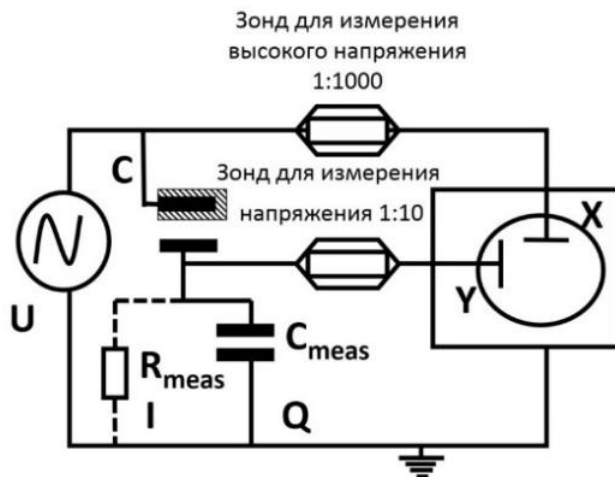 Зонд для измерения
высокого напряжения
1:1000
C
Зонд для измерения
напряжения 1:10
X
Y
U
C meas
R meas
I
Q